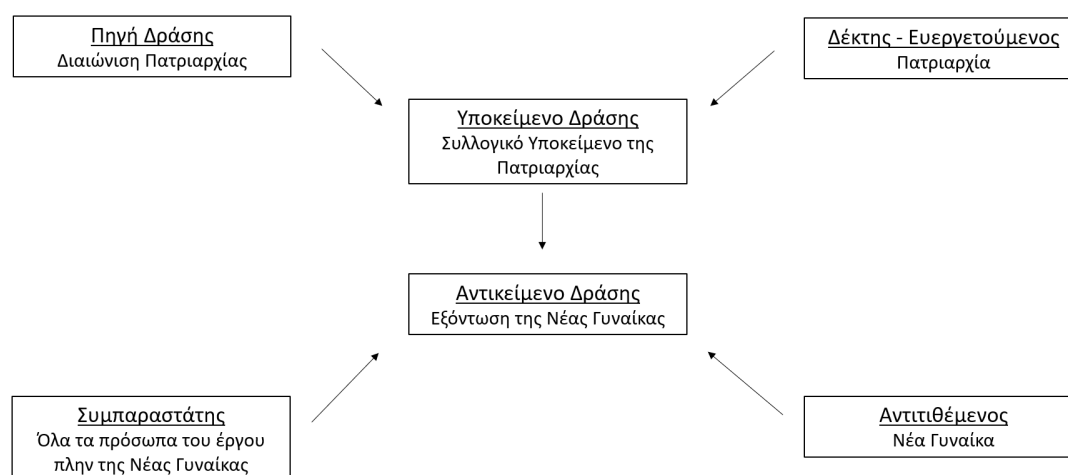 Πηγή Δράσης
Διαιώνιση Πατριαρχίας
Δέκτης - Ευεργετούμενος
Πατριαρχία
Υποκείμενο Δράσης
Συλλογικό Υποκείμενο της
Πατριαρχίας
Αντικείμενο Δράσης
Εξόντωση της Νέας Γυναίκας
Συμπαραστάτης
Όλα τα πρόσωπα του έργου
πλην της Νέας Γυναίκας
Αντιτιθέμενος
Νέα Γυναίκα